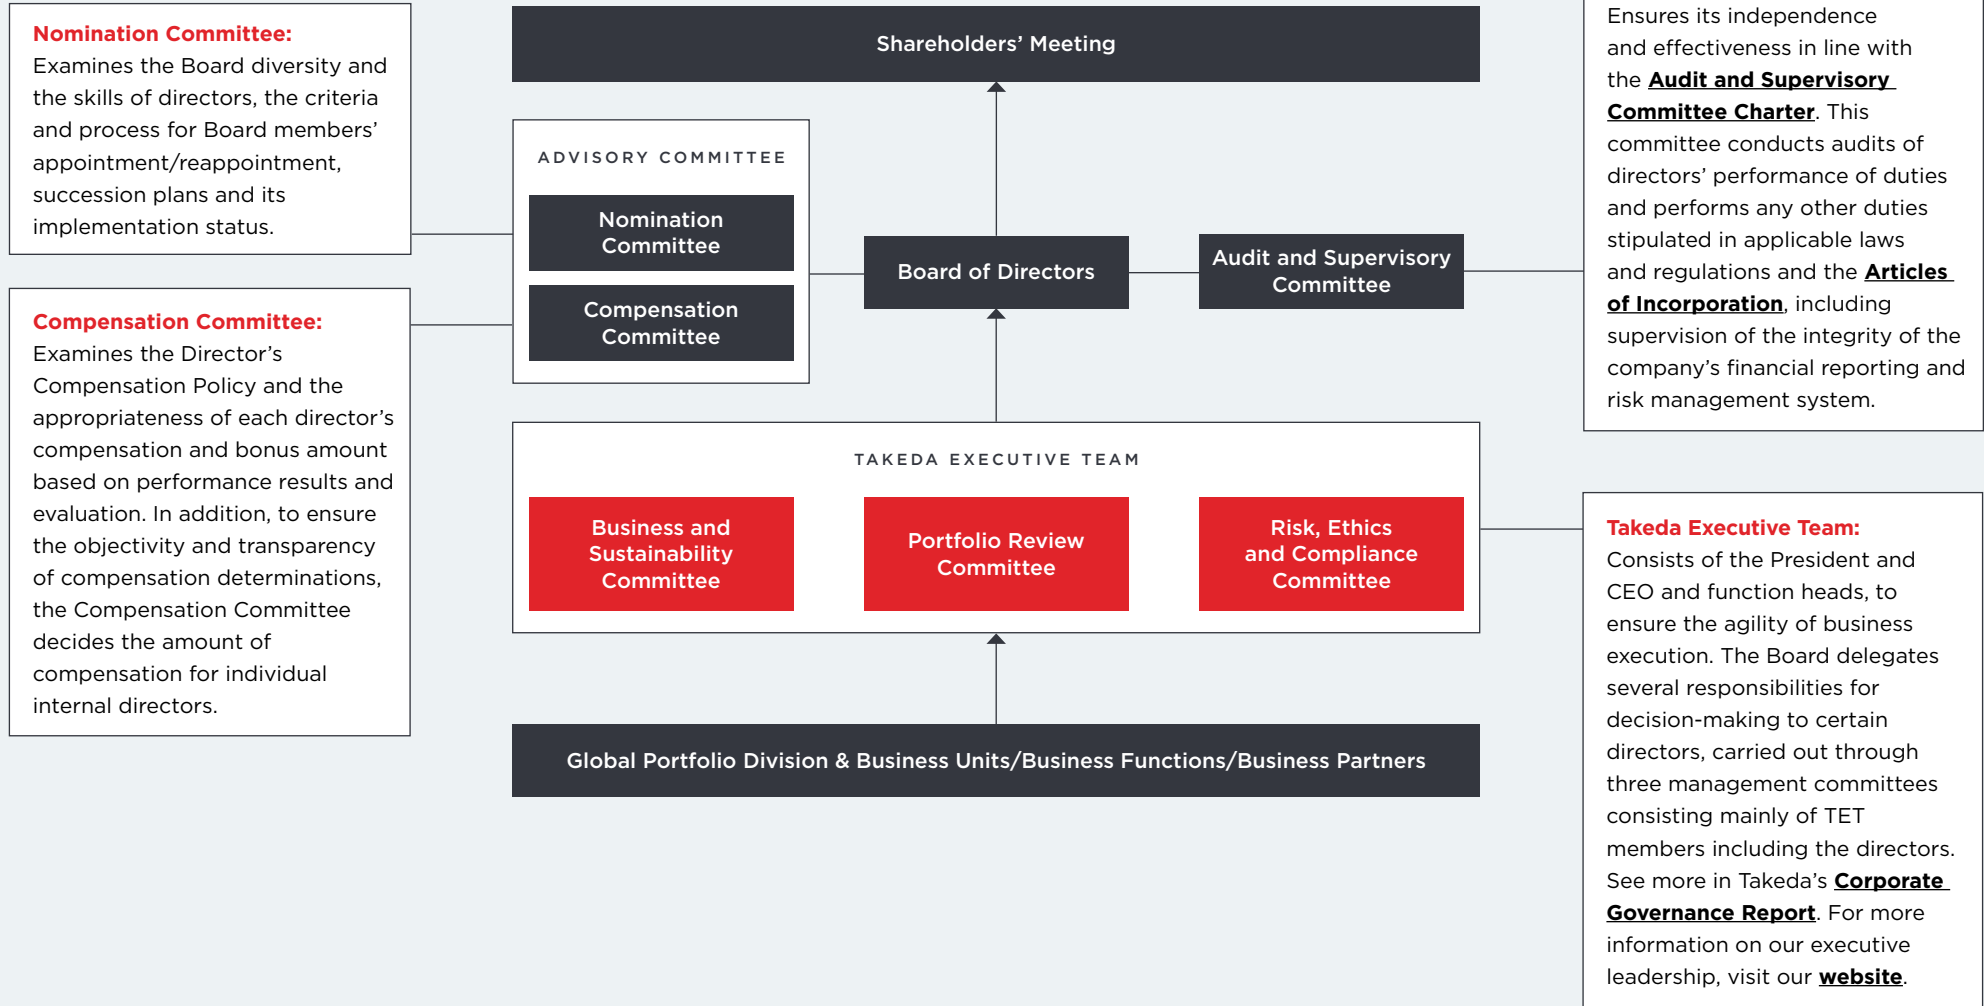 Nomination Committee:
Examines the Board diversity and
the skills of directors, the criteria
and process for Board members’
appointment/reappointment,
succession plans and its
implementation status.
Compensation Committee:
Examines the Director’s
Compensation Policy and the
appropriateness of each director’s
compensation and bonus amount
based on performance results and
evaluation. In addition, to ensure
the objectivity and transparency
of compensation determinations,
the Compensation Committee
decides the amount of
compensation for individual
internal directors.
Shareholders’ Meeting
ADVISORY COMMITTEE
Nomination
Committee
Compensation
Committee
Board of Directors
Audit and Supervisory
Committee
TAKEDA EXECUTIVE TEAM
Business and
Sustainability
Committee
Portfolio Review
Committee
Risk, Ethics
and Compliance
Committee
Global Portfolio Division & Business Units/Business Functions/Business Partners
Ensures its independence
and effectiveness in line with
the Audit and Supervisory
Committee Charter. This
committee conducts audits of
directors’ performance of duties
and performs any other duties
stipulated in applicable laws
and regulations and the Articles
of Incorporation, including
supervision of the integrity of the
company’s financial reporting and
risk management system.
Takeda Executive Team:
Consists of the President and
CEO and function heads, to
ensure the agility of business
execution. The Board delegates
several responsibilities for
decision-making to certain
directors, carried out through
three management committees
consisting mainly of TET
members including the directors.
See more in Takeda’s Corporate
Governance Report. For more
information on our executive
leadership, visit our website.